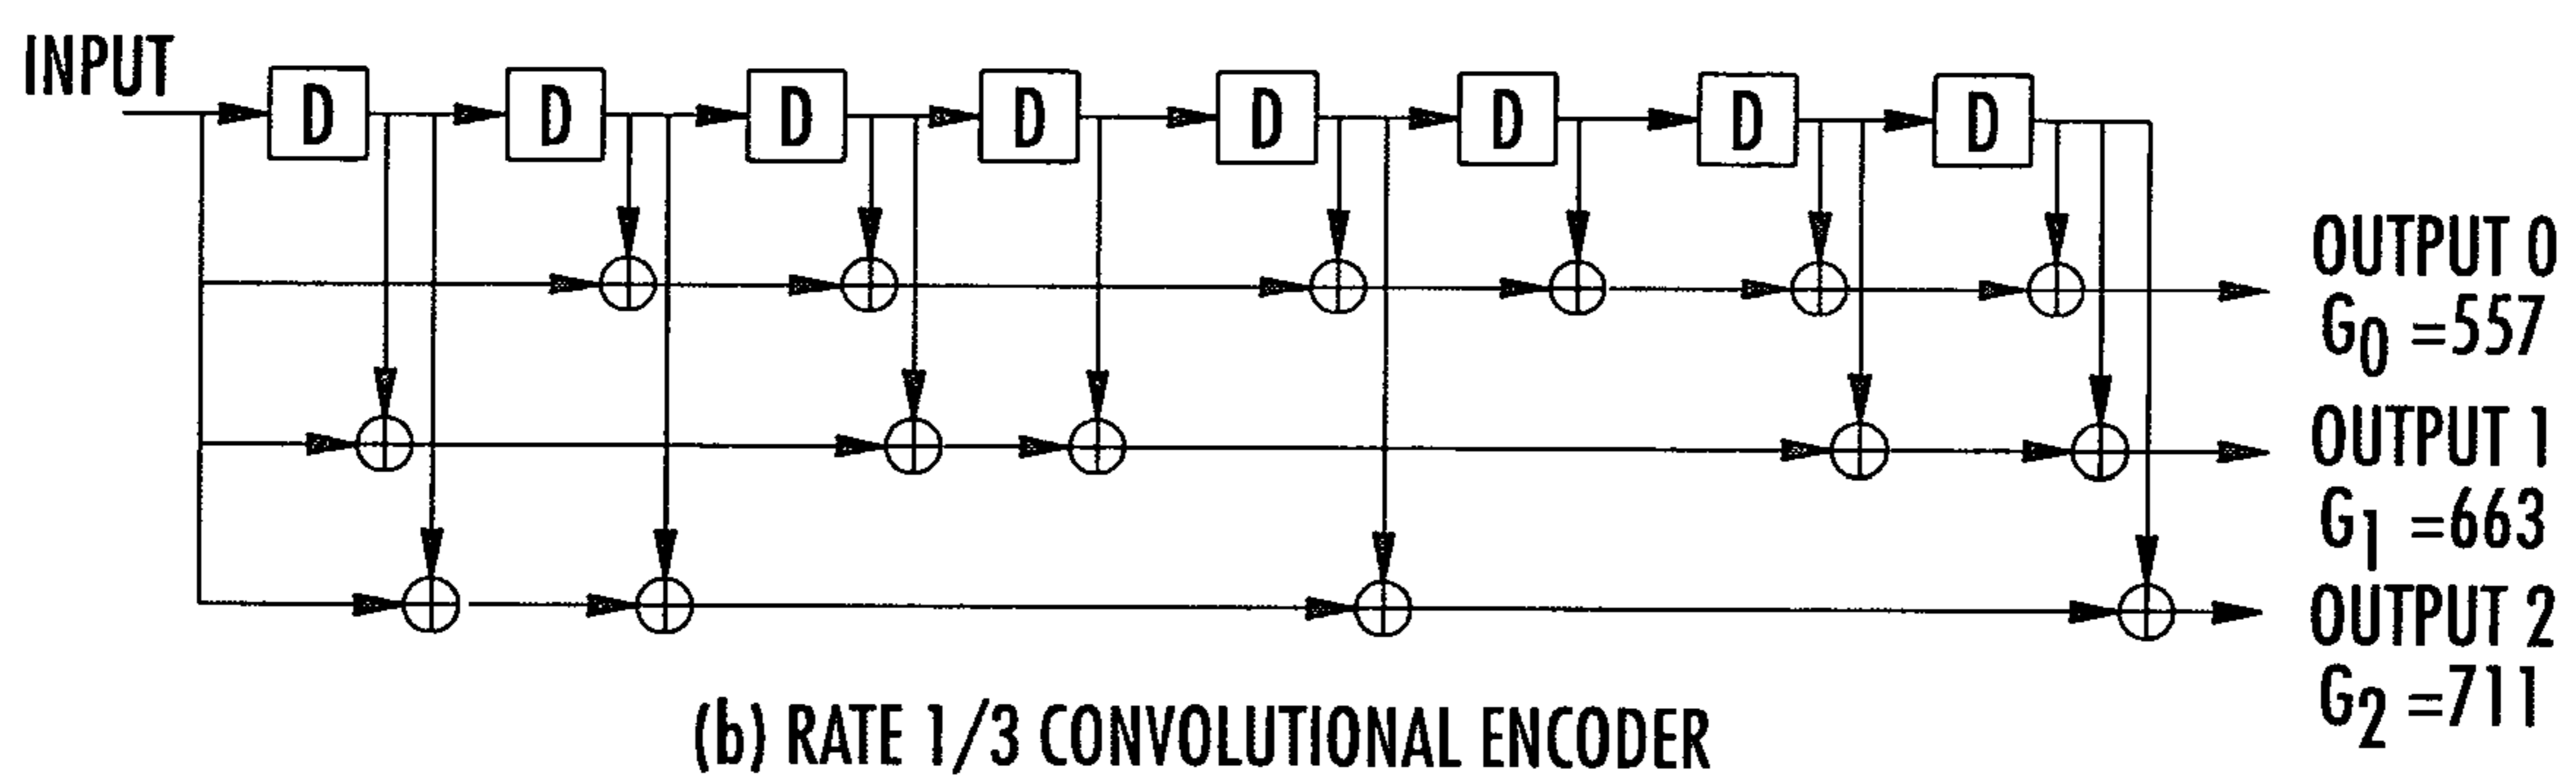 INPUT
D D D D D D D D
OUTPUT 0
G0 =557
OUTPUT 1
G1 =663
OUTPUT 2
G2 =711
(b) RATE 1/3 CONVOLUTIONAL ENCODER